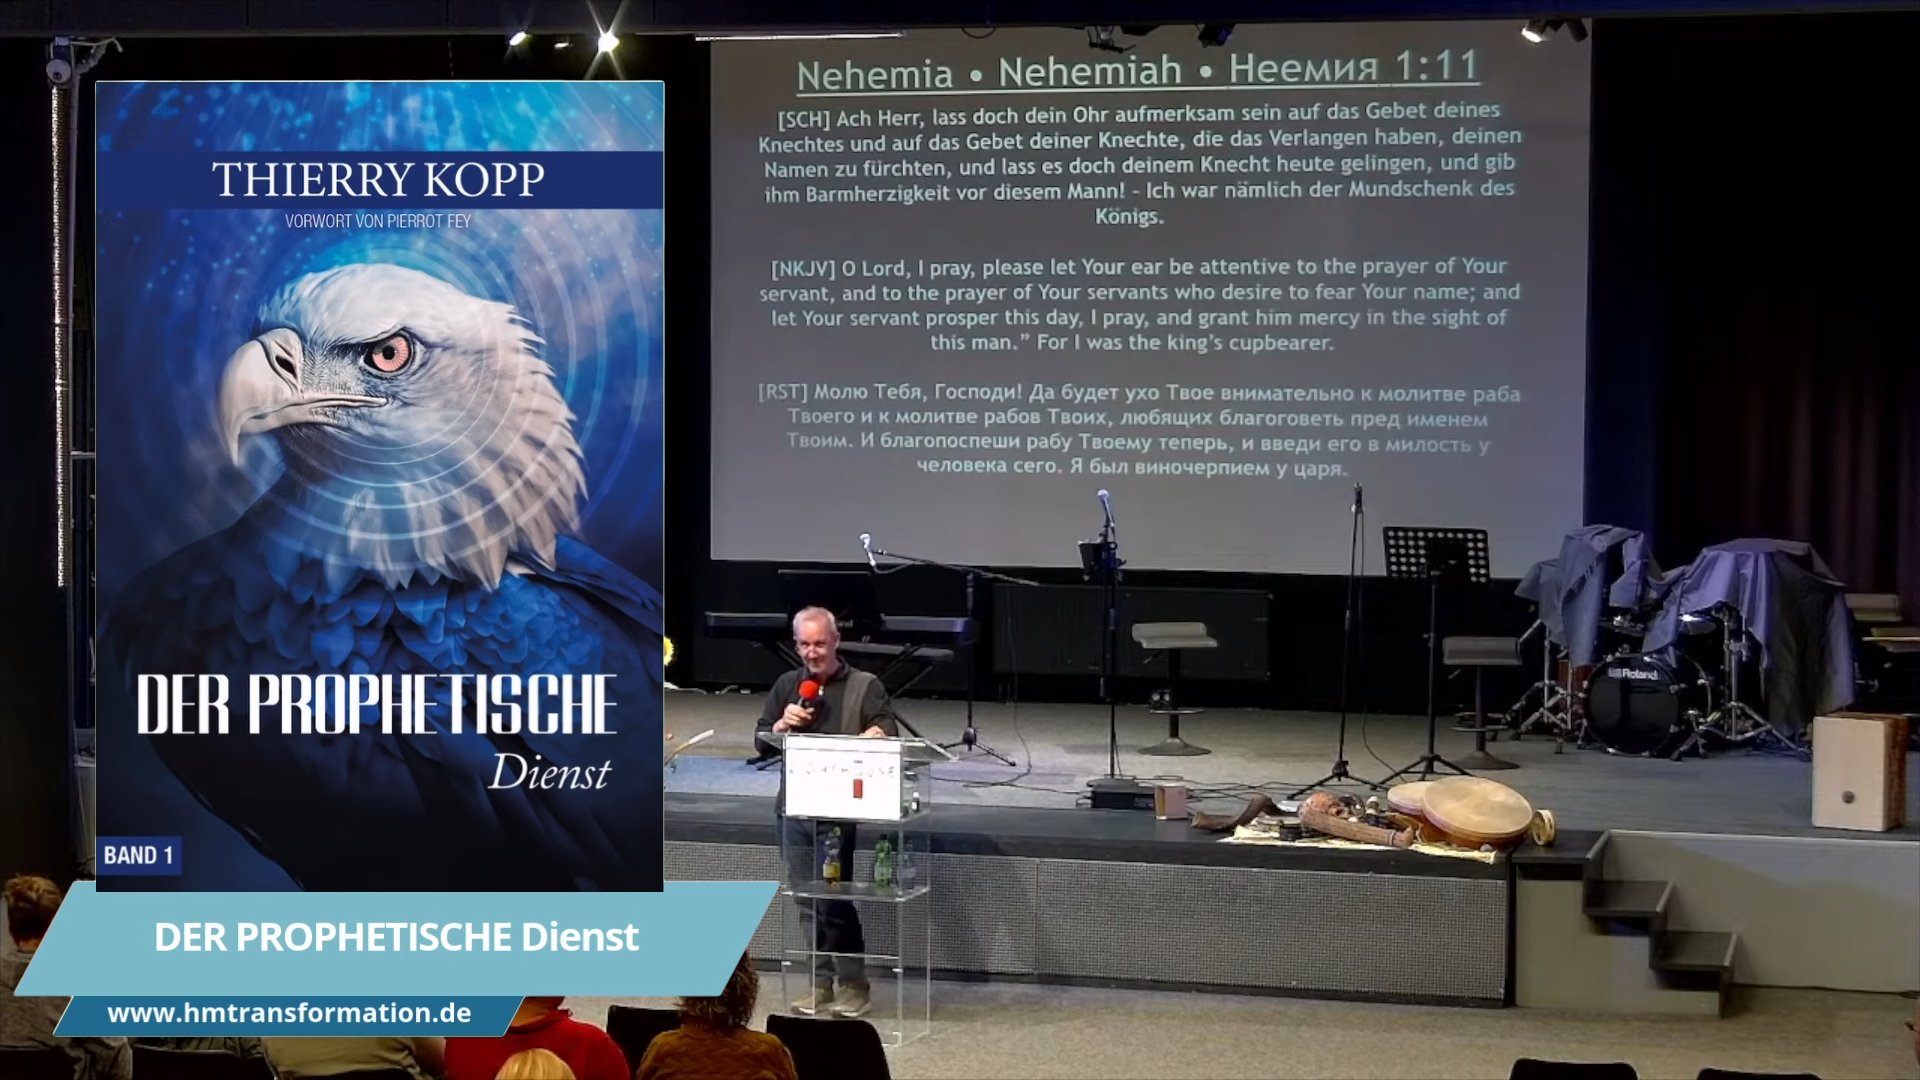 THIERRY KOPP
VORWORT VON PIERROT FEY
DER PROPHETISCHE
Dienst
BAND 1
DER PROPHETISCHE Dienst
www.hmtransformation.de
Nehemia • Nehemiah • Неемия 1:11
[SCH] Ach Herr, lass doch dein Ohr aufmerksam sein auf das Gebet deines
Knechtes und auf das Gebet deiner Knechte, die das Verlangen haben, deinen
Namen zu fürchten, und lass es doch deinem Knecht heute gelingen, und gib
ihm Barmherzigkeit vor diesem Mann! - Ich war nämlich der Mundschenk des
Königs.
[NKJV] O Lord, I pray, please let Your ear be attentive to the prayer of Your
servant, and to the prayer of Your servants who desire to fear Your name; and
let Your servant prosper this day, I pray, and grant him mercy in the sight of
this man.” For I was the king’s cupbearer.
[RST] Молю Тебя, Господи! Да будет ухо Твое внимательно к молитве раба
Твоего и к молитве рабов Твоих, любящих благоговеть пред именем
Твоим. И благопоспеши рабу Твоему теперь, и введи его в милость у
человека сего. Я был виночерпием у царя.
Roland